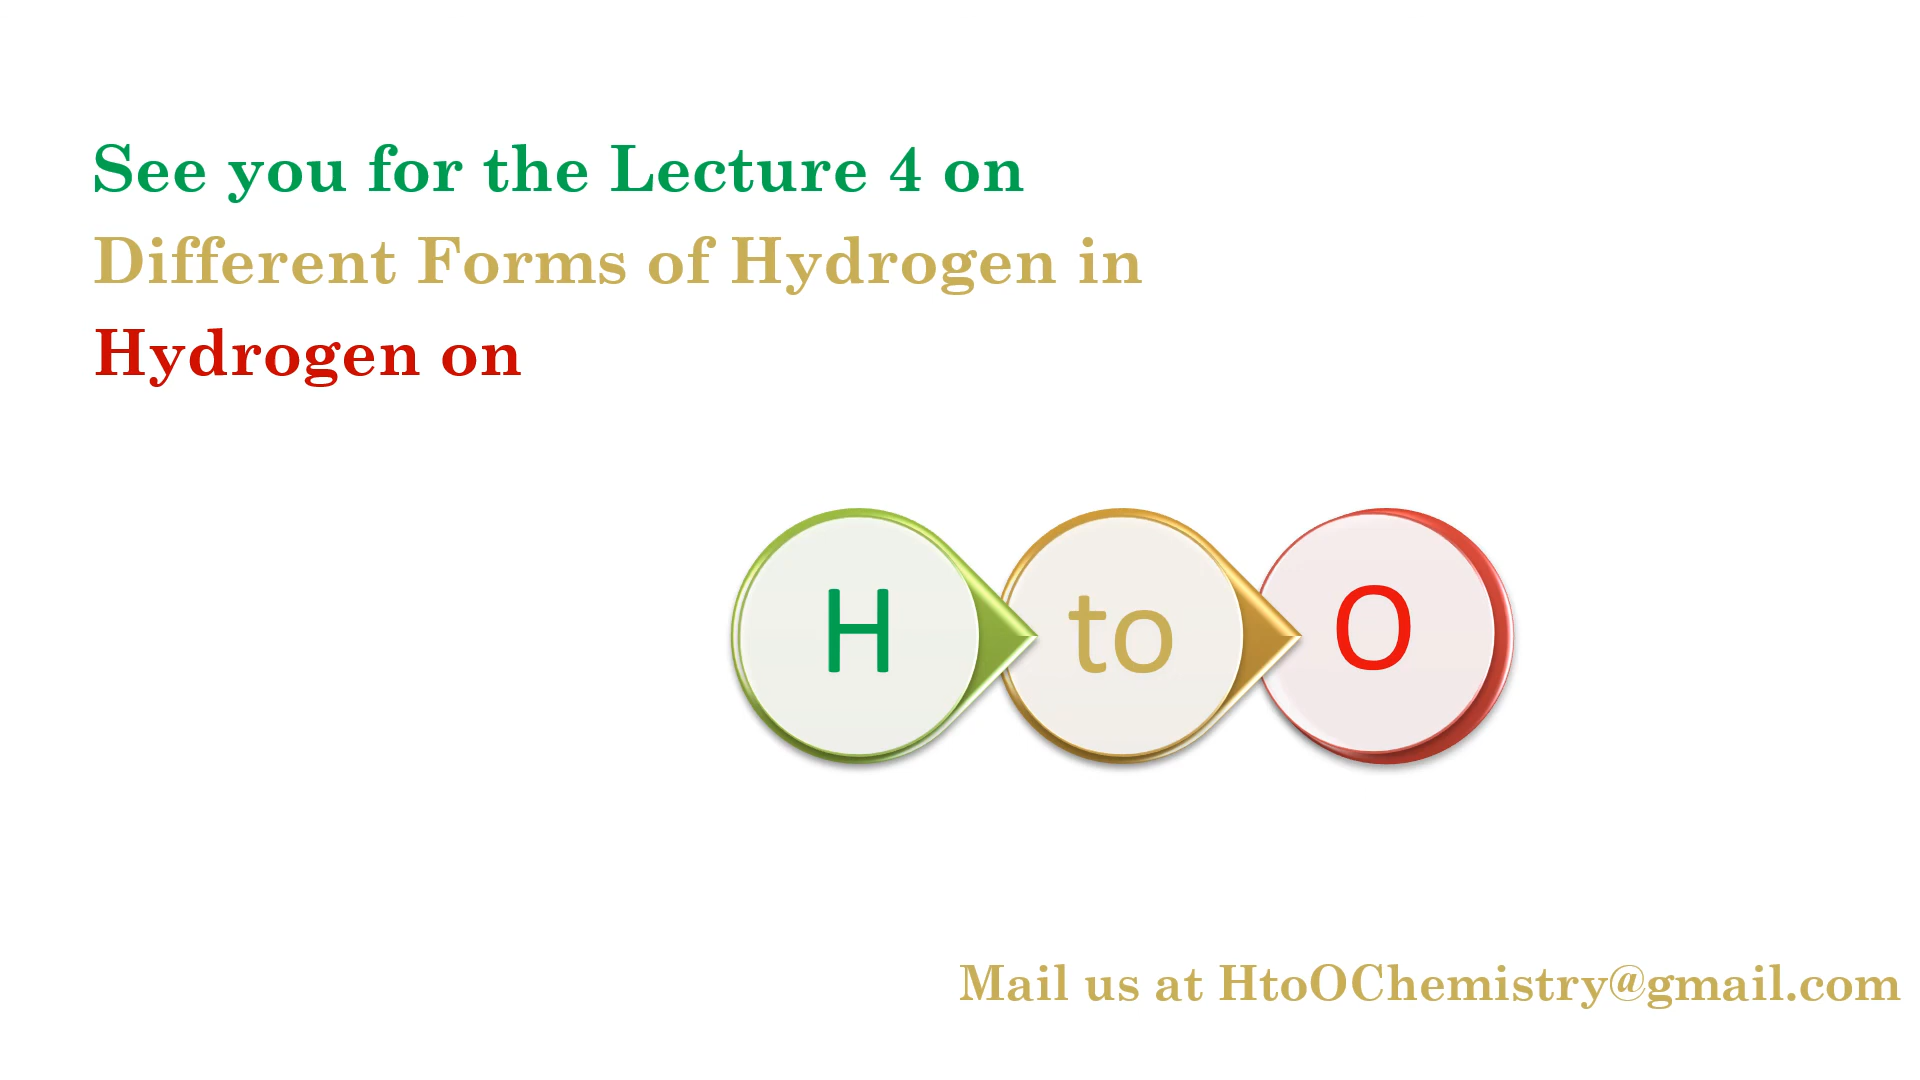 See you for the Lecture 4 on
Different Forms of Hydrogen in
Hydrogen on
H to O
Mail us at HtoOChemistry@gmail.com